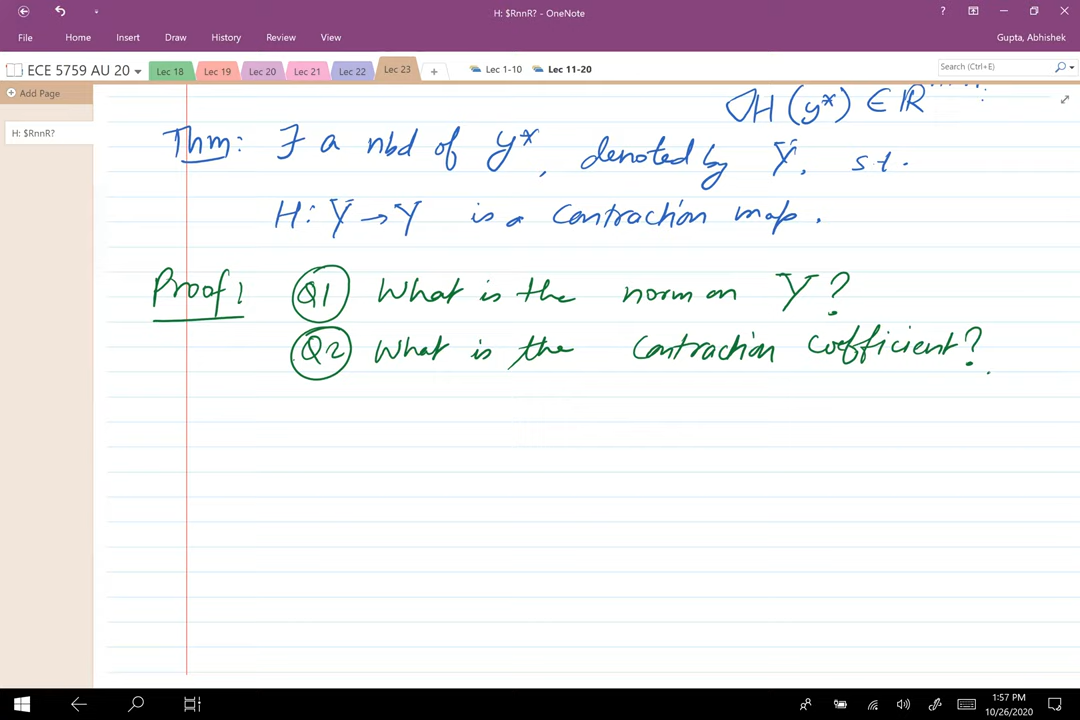 H: $RnnR? - OneNote
File Home Insert Draw History Review View Gupta, Abhishek
ECE 5759 AU 20 Lec 18 Lec 19 Lec 20 Lec 21 Lec 22 Lec 23 Lec 1-10 Lec 11-20 Search (Ctrl+E)
Add Page
H: $RnnR?
∇H (y*) ∈ ℝ
Thm: ∃ a nbd of y*, denoted by Y, s.t.
H: Y → Y is a contraction map.
Proof: Q1 What is the norm on Y?
Q2 What is the contraction coefficient?
1:57 PM
10/26/2020